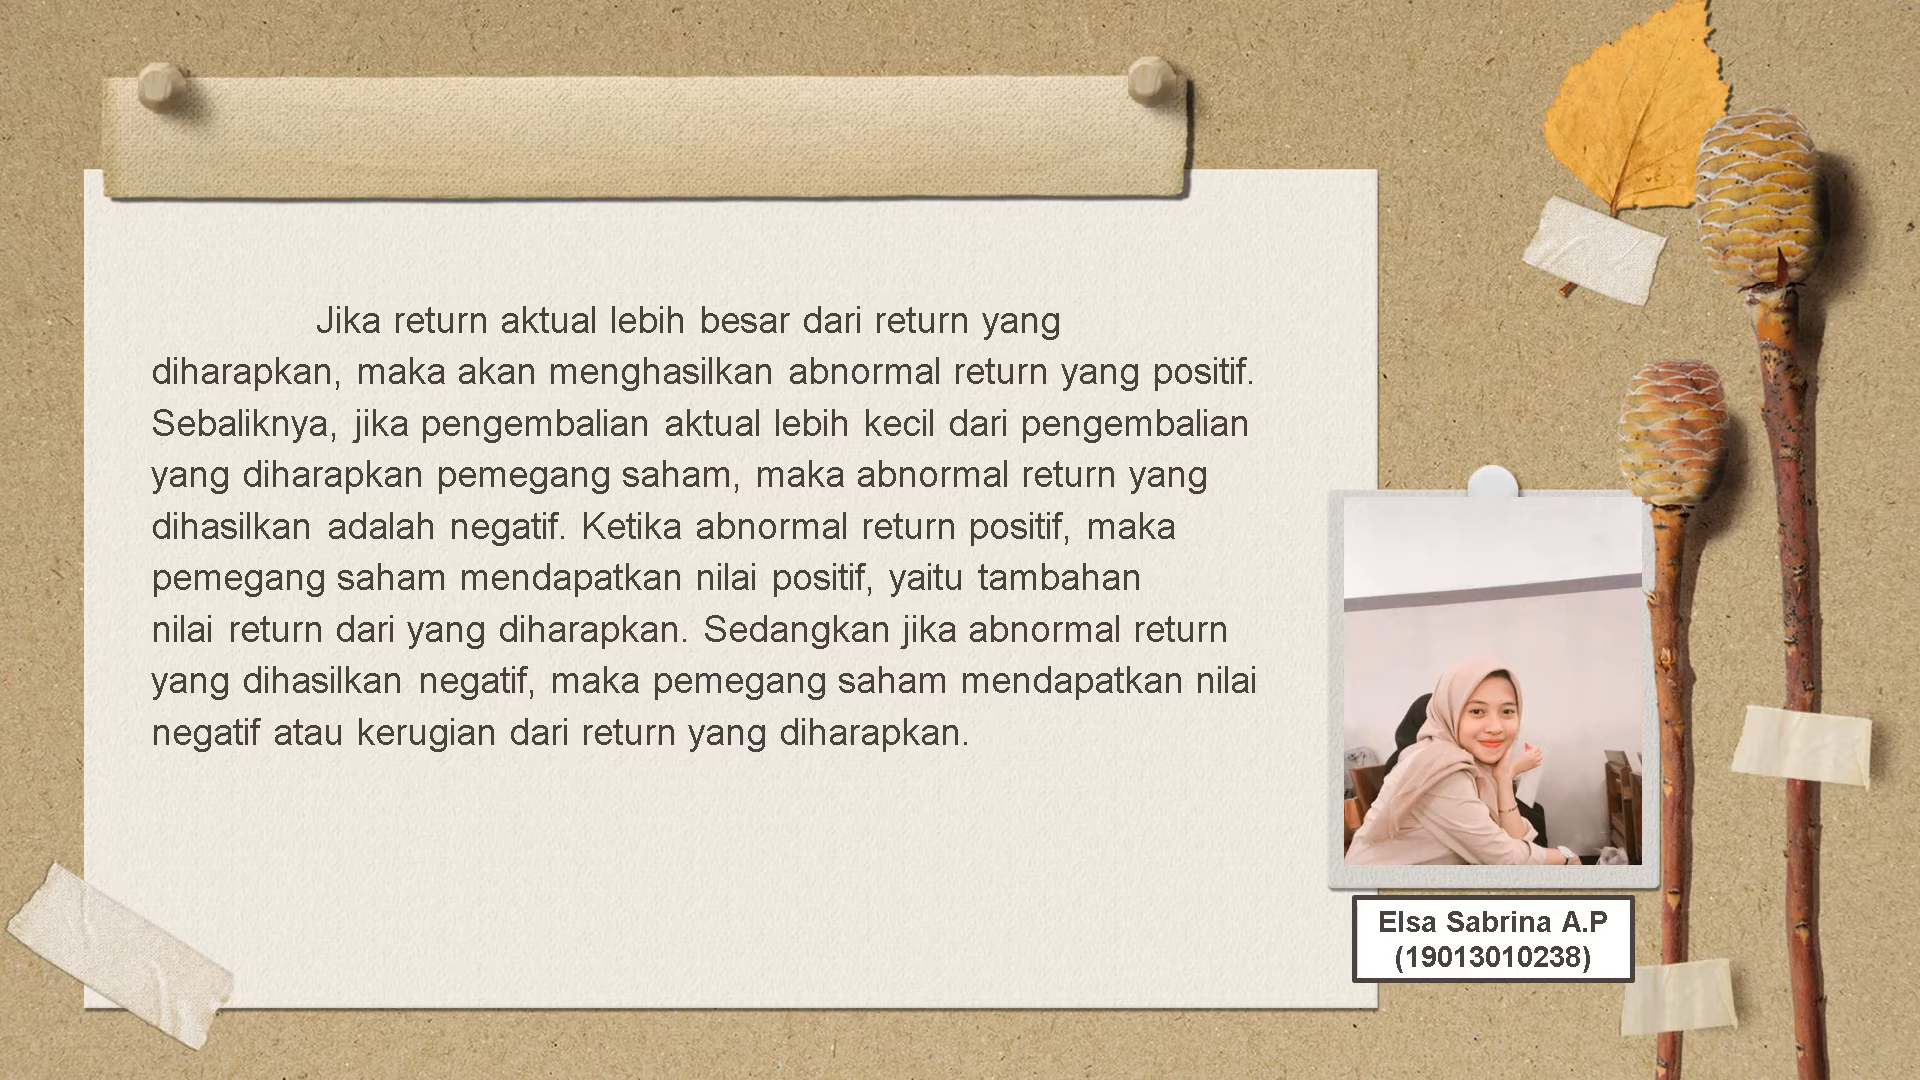 Jika return aktual lebih besar dari return yang
diharapkan, maka akan menghasilkan abnormal return yang positif.
Sebaliknya, jika pengembalian aktual lebih kecil dari pengembalian
yang diharapkan pemegang saham, maka abnormal return yang
dihasilkan adalah negatif. Ketika abnormal return positif, maka
pemegang saham mendapatkan nilai positif, yaitu tambahan
nilai return dari yang diharapkan. Sedangkan jika abnormal return
yang dihasilkan negatif, maka pemegang saham mendapatkan nilai
negatif atau kerugian dari return yang diharapkan.
Elsa Sabrina A.P
(19013010238)